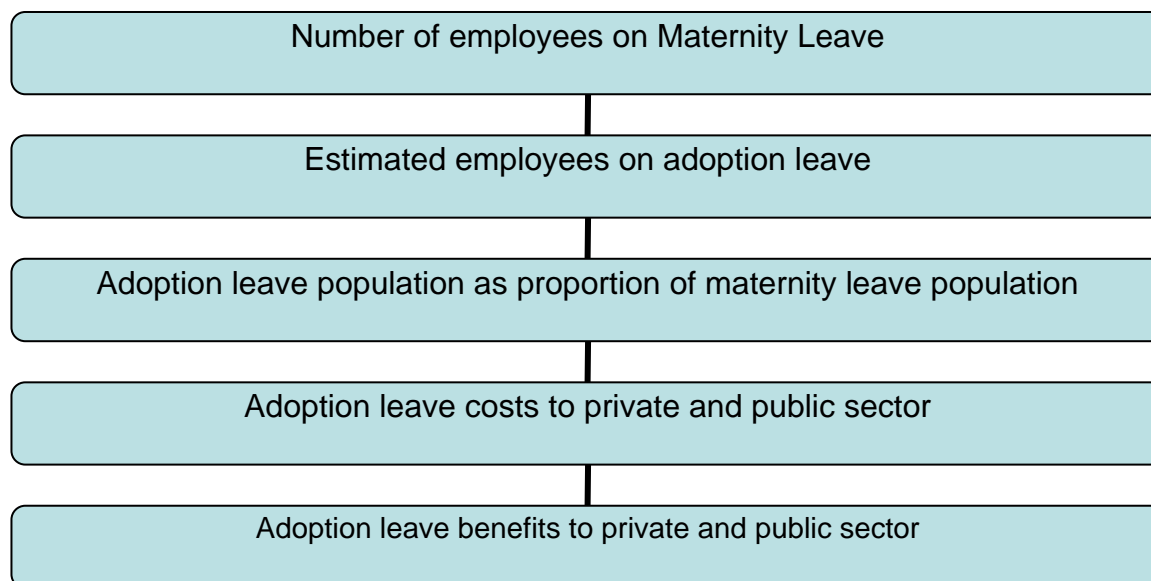 Number of employees on Maternity Leave
Estimated employees on adoption leave
Adoption leave population as proportion of maternity leave population
Adoption leave costs to private and public sector
Adoption leave benefits to private and public sector